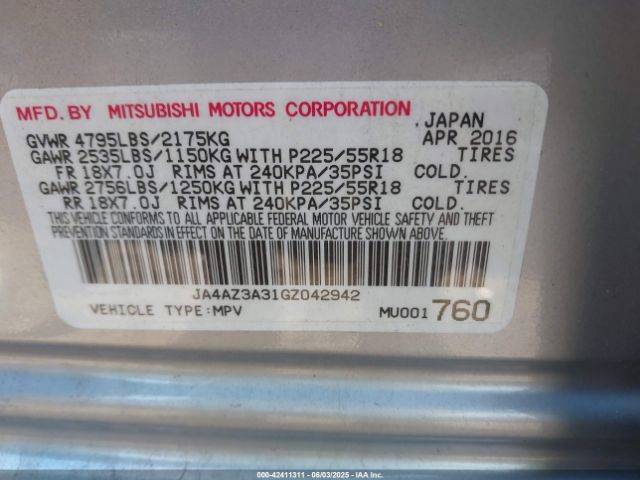 MFD.BY MITSUBISHI MOTORS CORPORATION. JAPAN
GVWR 4795LBS/2175KG APR 2016
GAWR 2535LBS/1150KG WITH P225/55R18 TIRES
FR 18X7.0J RIMS AT 240KPA/35PSI COLD.
GAWR 2756LBS/1250KG WITH P225/55R18 TIRES
RR 18X7.0J RIMS AT 240KPA/35PSI COLD.
THIS VEHICLE CONFORMS TO ALL APPLICABLE FEDERAL MOTOR VEHICLE SAFETY AND THEFT
PREVENTION STANDARDS IN EFFECT ON THE DATE OF MANUFACTURE SHOWN ABOVE.
JA4AZ3A31GZ042942
VEHICLE TYPE:MPV MU001760
000 - 42411311 - 06/03/2025 - IAA Inc.